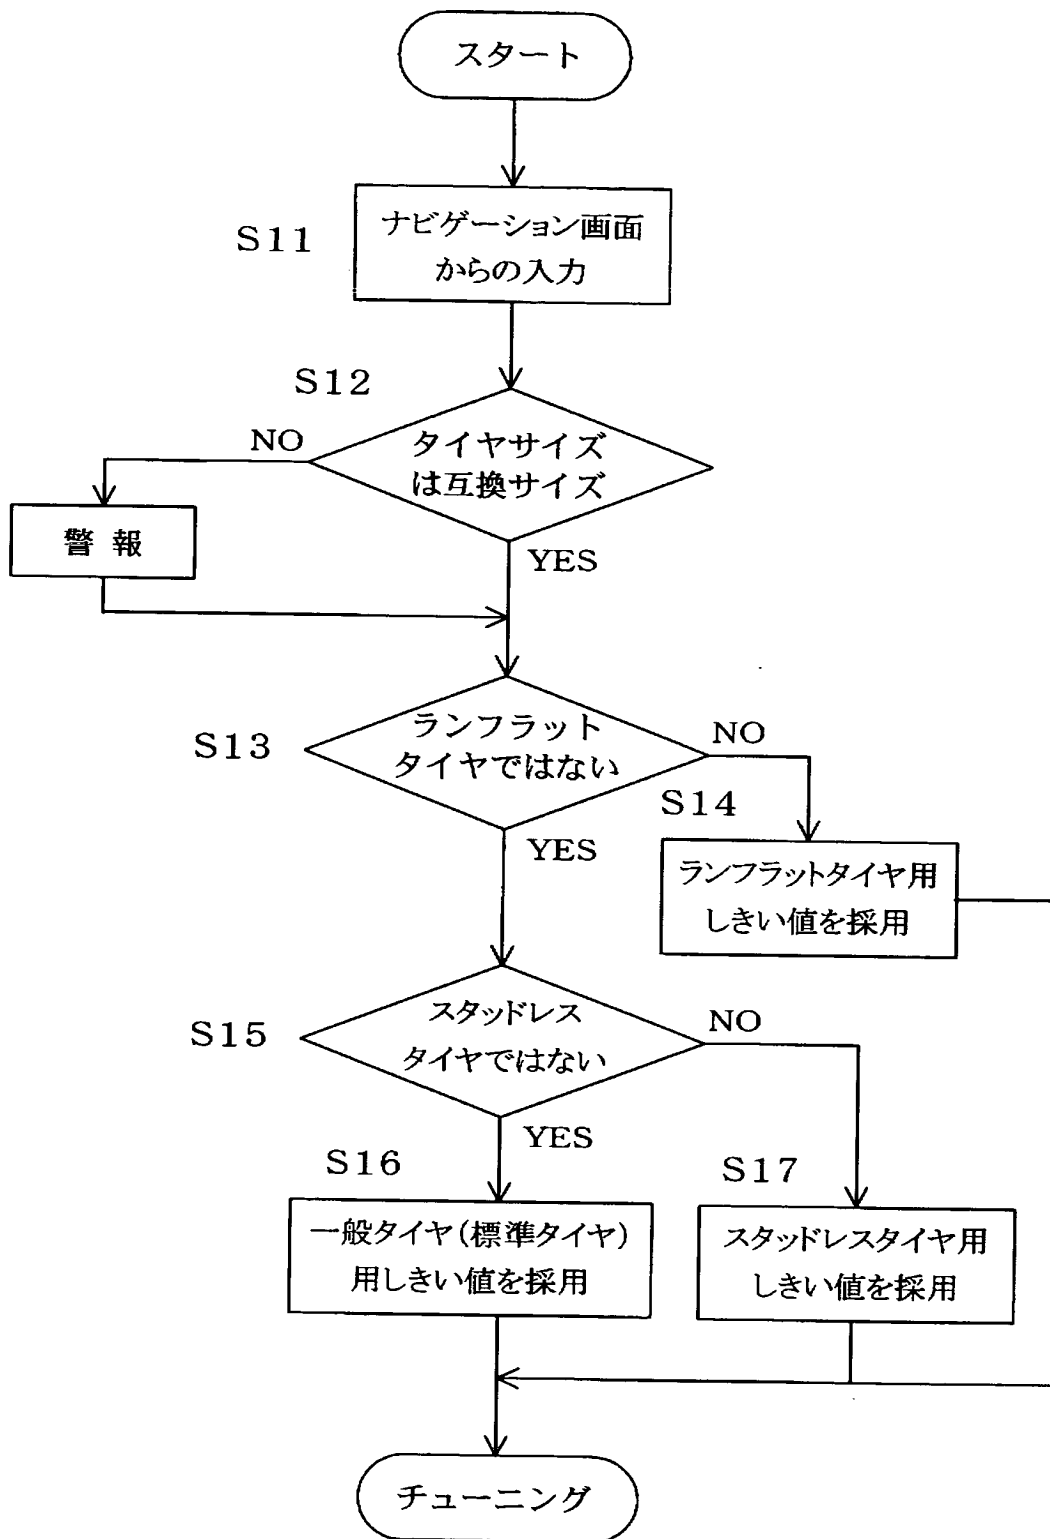 スタート
S11
ナビゲーション画面
からの入力
S12
NO
タイヤサイズ
は互換サイズ
警 報
YES
S13
ランフラット
タイヤではない
NO
S14
YES
ランフラットタイヤ用
しきい値を採用
S15
スタッドレス
タイヤではない
NO
YES
S16
S17
一般タイヤ(標準タイヤ)
用しきい値を採用
スタッドレスタイヤ用
しきい値を採用
チューニング